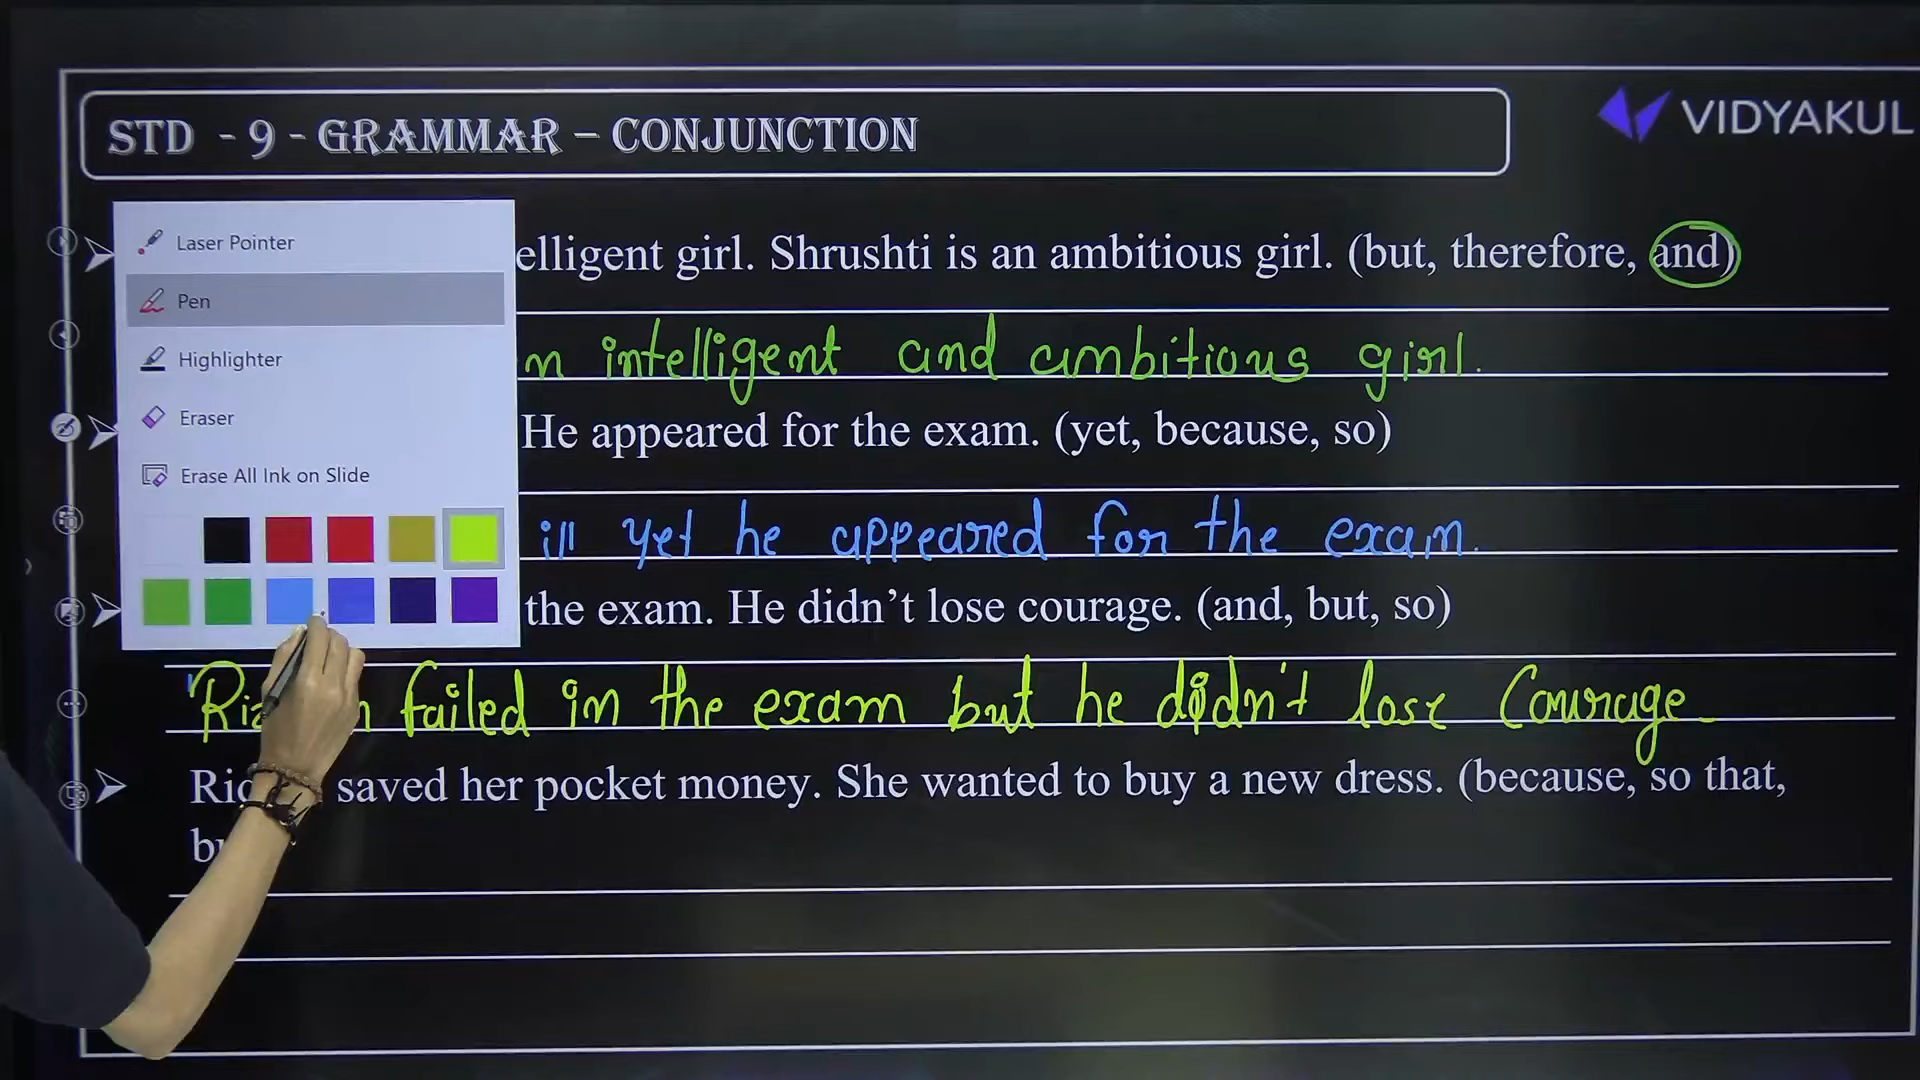 STD - 9 - GRAMMAR – CONJUNCTION
VIDYAKUL
Laser Pointer
Pen
Highlighter
Eraser
Erase All Ink on Slide
girl. Shrushti is an ambitious girl. (but, therefore, and)
intelligent and ambitious girl.
He appeared for the exam. (yet, because, so)
yet he appeared for the exam.
the exam. He didn't lose courage. (and, but, so)
failed in the exam but he didn't lose Courage
saved her pocket money. She wanted to buy a new dress. (because, so that,